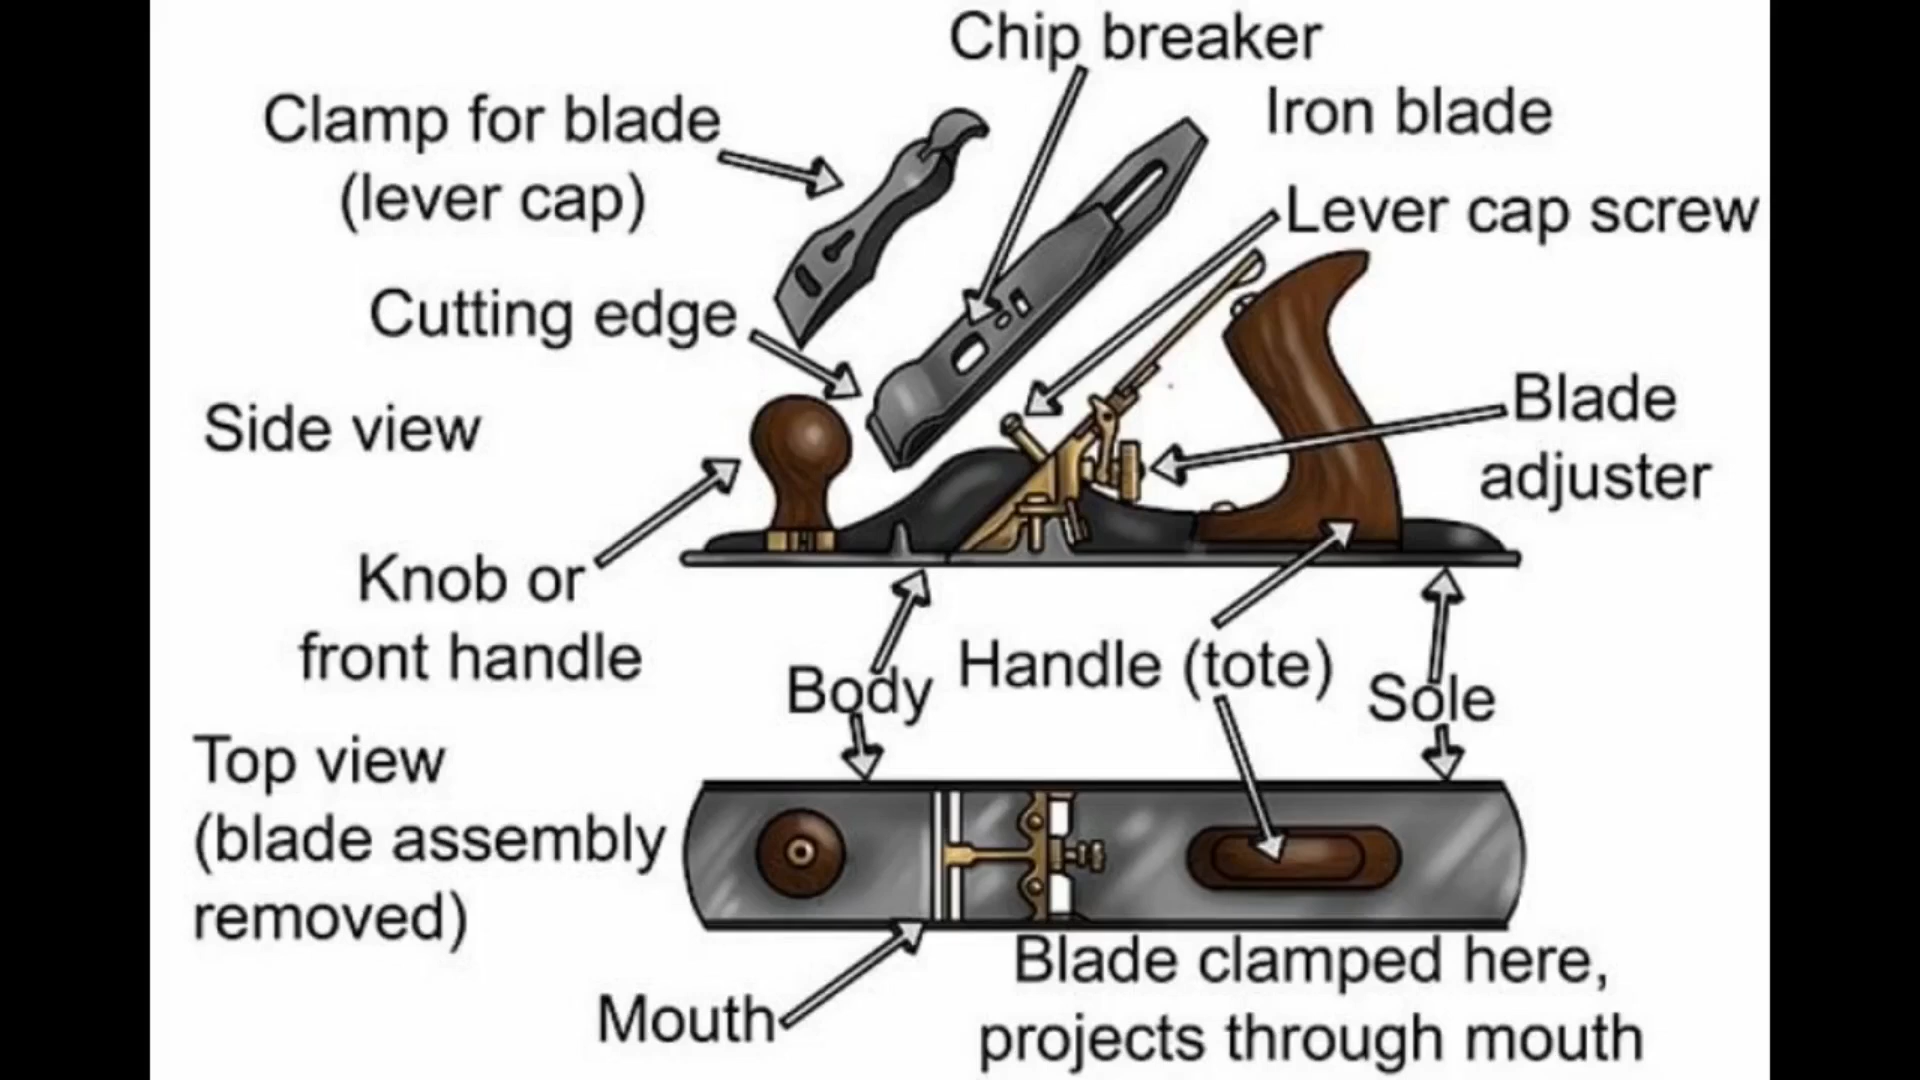 Chip breaker
Clamp for blade
(lever cap)
Iron blade
Lever cap screw
Cutting edge
Side view
Blade
adjuster
Knob or
front handle
Body
Handle (tote)
Sole
Top view
(blade assembly
removed)
Mouth
Blade clamped here,
projects through mouth